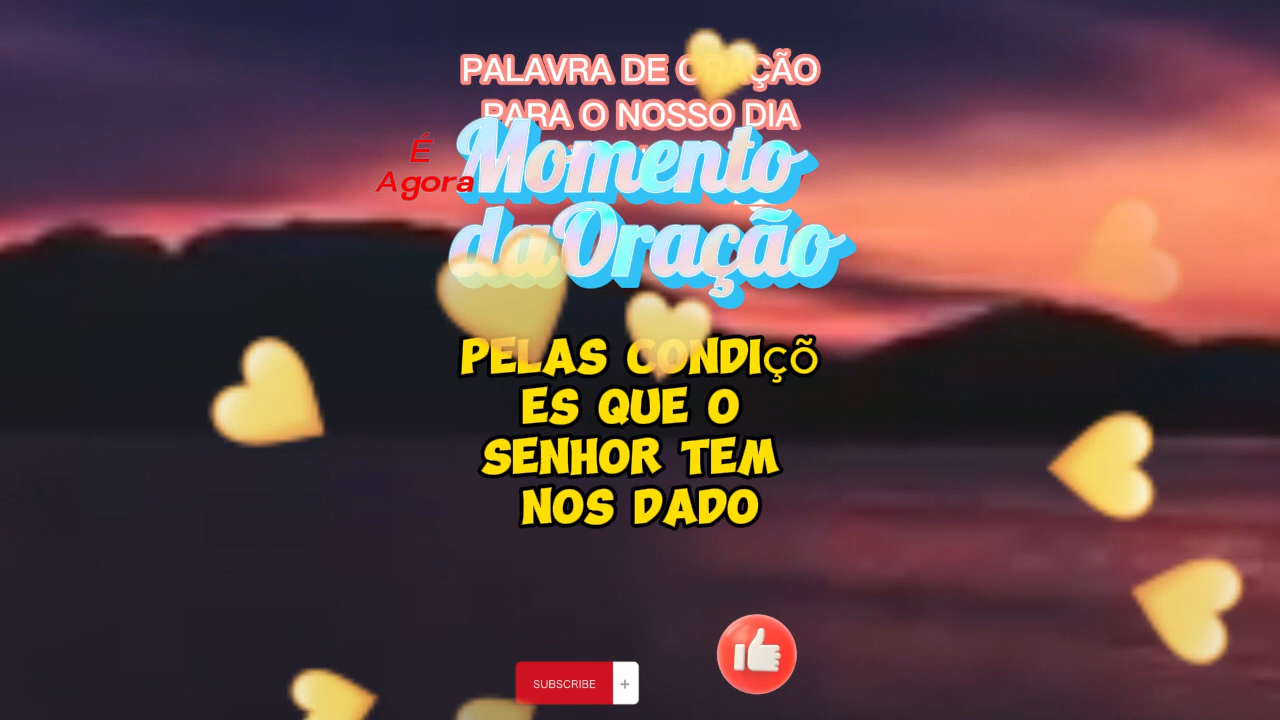 PALAVRA DE ORAÇÃO
PARA O NOSSO DIA
É
Agora
Momento
da Oração
PELAS CONDIÇÕ
ES QUE O
SENHOR TEM
NOS DADO
SUBSCRIBE +